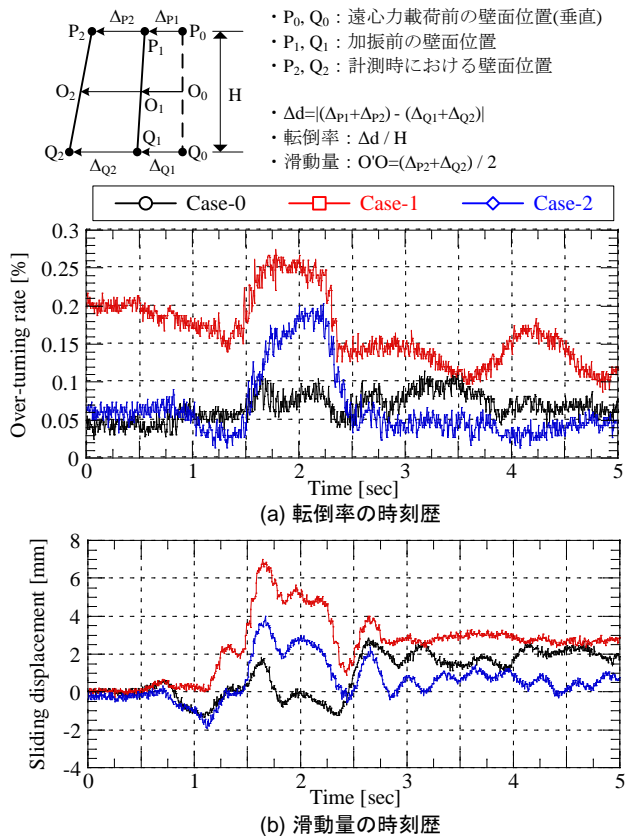 P2 ΔP2 ΔP1 P0
P1
O2 O1 O0 H
Q1
Q2 ΔQ2 ΔQ1 Q0
・P0, Q0：遠心力載荷前の壁面位置(垂直)
・P1, Q1：加振前の壁面位置
・P2, Q2：計測時における壁面位置
・Δd=|(ΔP1+ΔP2) - (ΔQ1+ΔQ2)|
・転倒率：Δd / H
・滑動量：O'O=(ΔP2+ΔQ2) / 2
Case-0 Case-1 Case-2
Over-tuning rate [%]
0.3
0.25
0.2
0.15
0.1
0.05
0
0 1 2 3 4 5
Time [sec]
(a) 転倒率の時刻歴
Sliding displacement [mm]
8
6
4
2
0
-2
-4
0 1 2 3 4 5
Time [sec]
(b) 滑動量の時刻歴